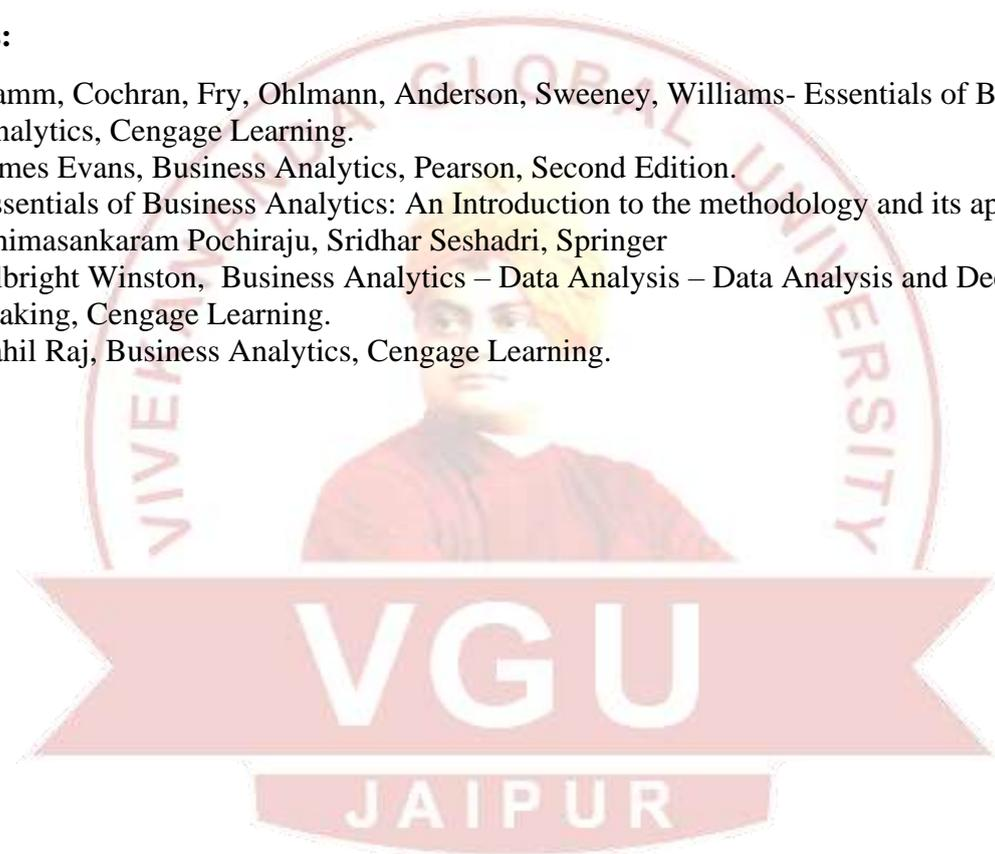 :
amm, Cochran, Fry, Ohlmann, Anderson, Sweeney, Williams- Essentials of B
nalytics, Cengage Learning.
mes Evans, Business Analytics, Pearson, Second Edition.
ssentials of Business Analytics: An Introduction to the methodology and its ap
himasankaram Pochiraju, Sridhar Seshadri, Springer
lbright Winston,  Business Analytics – Data Analysis – Data Analysis and De
aking, Cengage Learning.
ahil Raj, Business Analytics, Cengage Learning.
VIVEKANANDA GLOBAL UNIVERSITY
VGU
JAIPUR